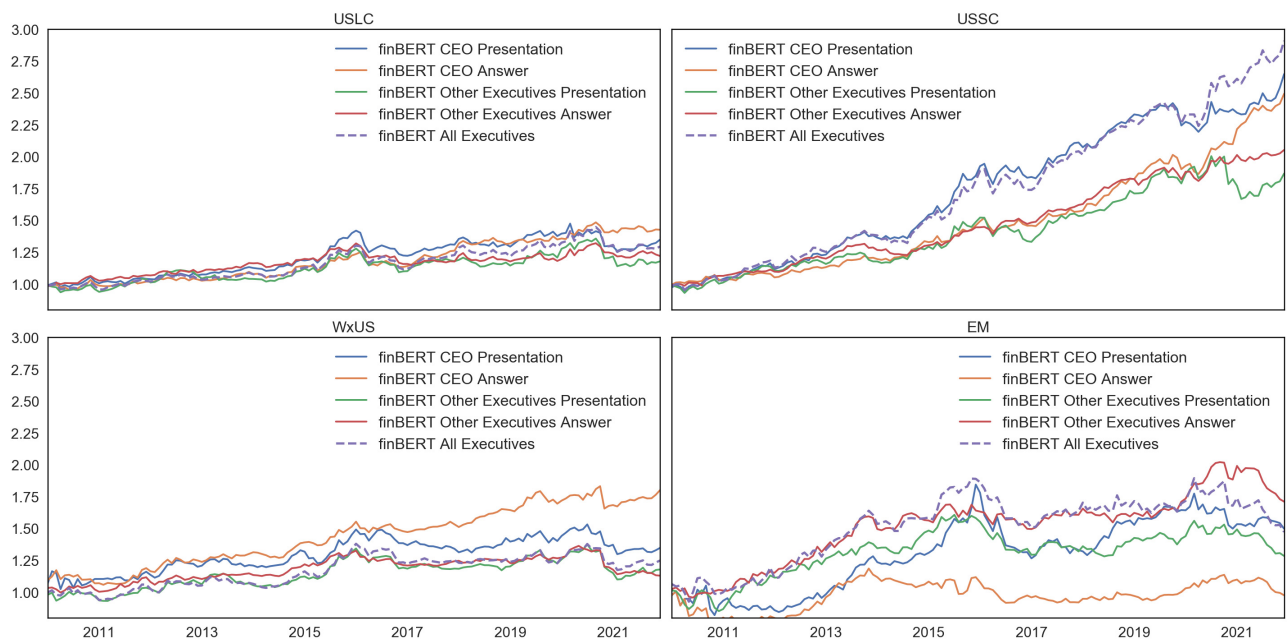 USLC
3.00
2.75
2.50
2.25
2.00
1.75
1.50
1.25
1.00
finBERT CEO Presentation
finBERT CEO Answer
finBERT Other Executives Presentation
finBERT Other Executives Answer
finBERT All Executives
USSC
finBERT CEO Presentation
finBERT CEO Answer
finBERT Other Executives Presentation
finBERT Other Executives Answer
finBERT All Executives
WxUS
3.00
2.75
2.50
2.25
2.00
1.75
1.50
1.25
1.00
finBERT CEO Presentation
finBERT CEO Answer
finBERT Other Executives Presentation
finBERT Other Executives Answer
finBERT All Executives
2011 2013 2015 2017 2019 2021
EM
finBERT CEO Presentation
finBERT CEO Answer
finBERT Other Executives Presentation
finBERT Other Executives Answer
finBERT All Executives
2011 2013 2015 2017 2019 2021